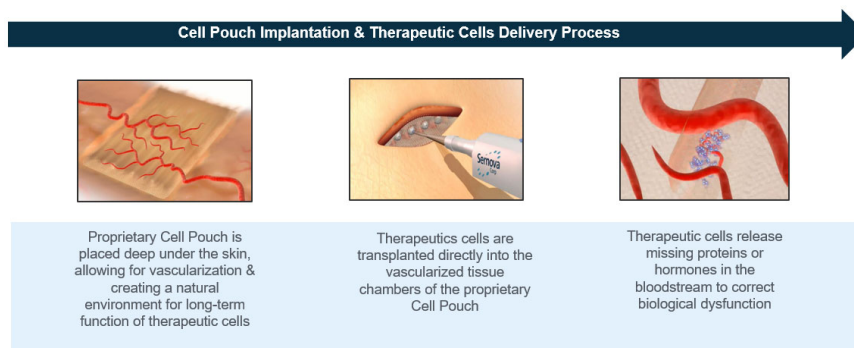 Cell Pouch Implantation & Therapeutic Cells Delivery Process
Sernova
Proprietary Cell Pouch is
placed deep under the skin,
allowing for vascularization &
creating a natural
environment for long-term
function of therapeutic cells
Therapeutics cells are
transplanted directly into the
vascularized tissue
chambers of the proprietary
Cell Pouch
Therapeutic cells release
missing proteins or
hormones in the
bloodstream to correct
biological dysfunction